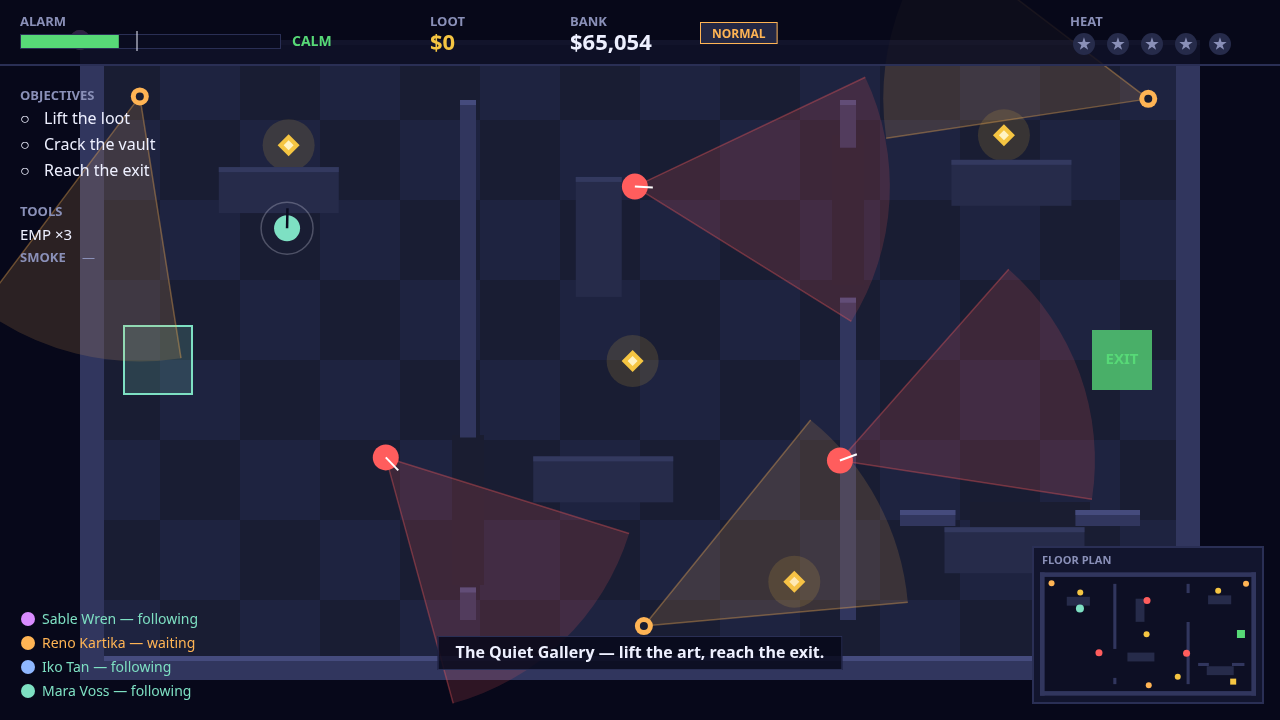 ALARM
CALM
LOOT
$0
BANK
$65,054
NORMAL
HEAT
OBJECTIVES
○ Lift the loot
○ Crack the vault
○ Reach the exit
TOOLS
EMP ×3
SMOKE —
EXIT
Sable Wren — following
Reno Kartika — waiting
Iko Tan — following
Mara Voss — following
The Quiet Gallery — lift the art, reach the exit.
FLOOR PLAN